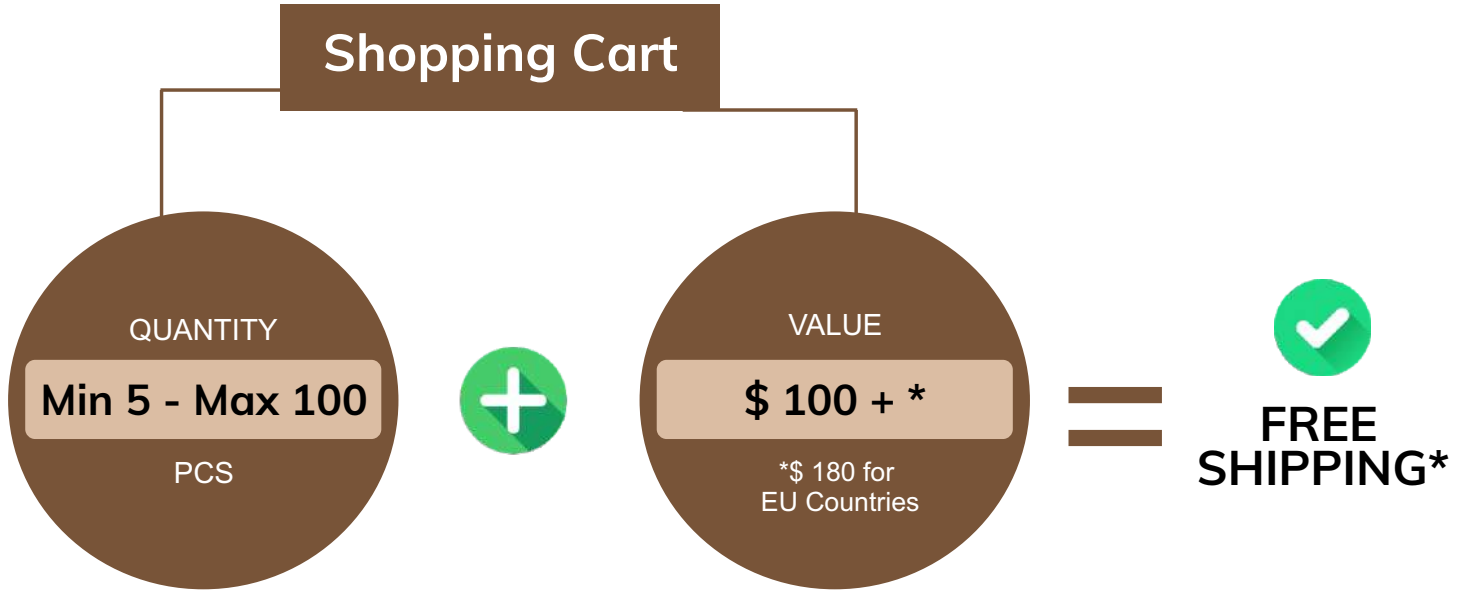 Shopping Cart
QUANTITY
Min 5 - Max 100
PCS
VALUE
$ 100 + *
*$ 180 for
EU Countries
FREE
SHIPPING*